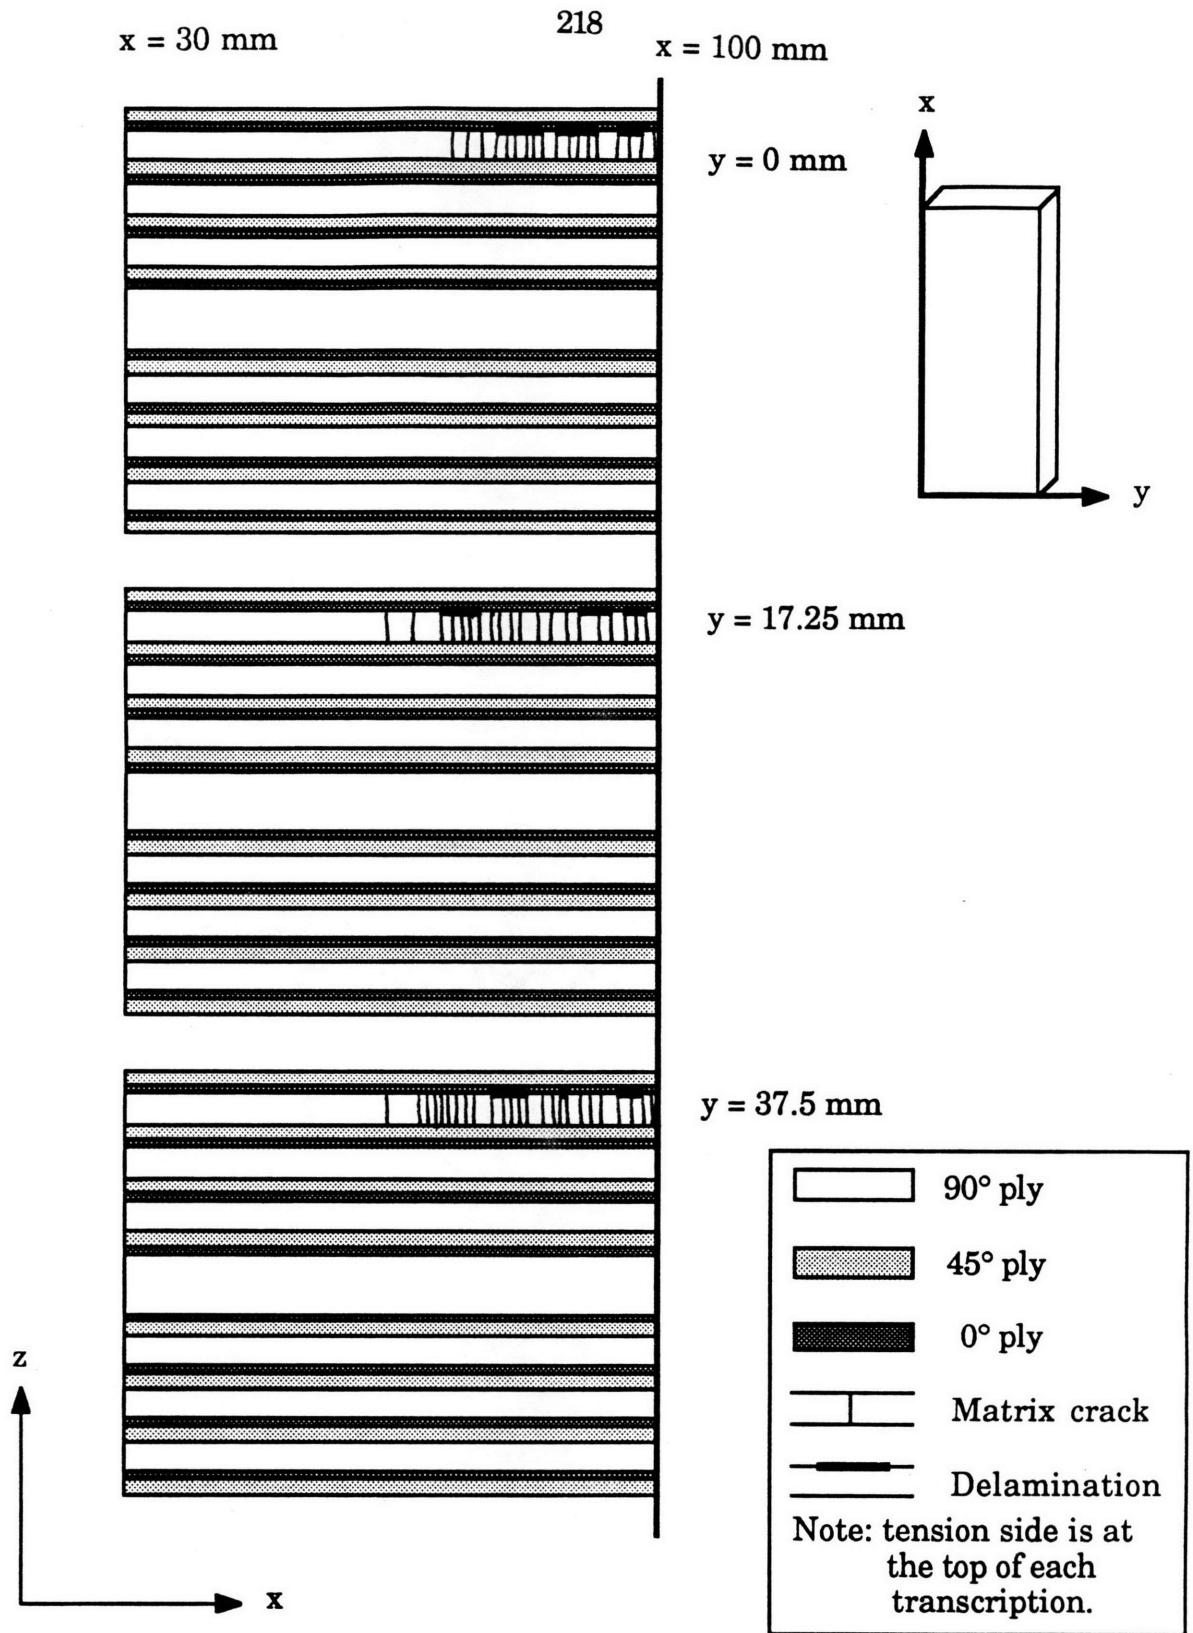 218
x = 30 mm
x = 100 mm
x
y = 0 mm
y
y = 17.25 mm
y = 37.5 mm
90° ply
45° ply
0° ply
z
Matrix crack
Delamination
Note: tension side is at
the top of each
transcription.
x